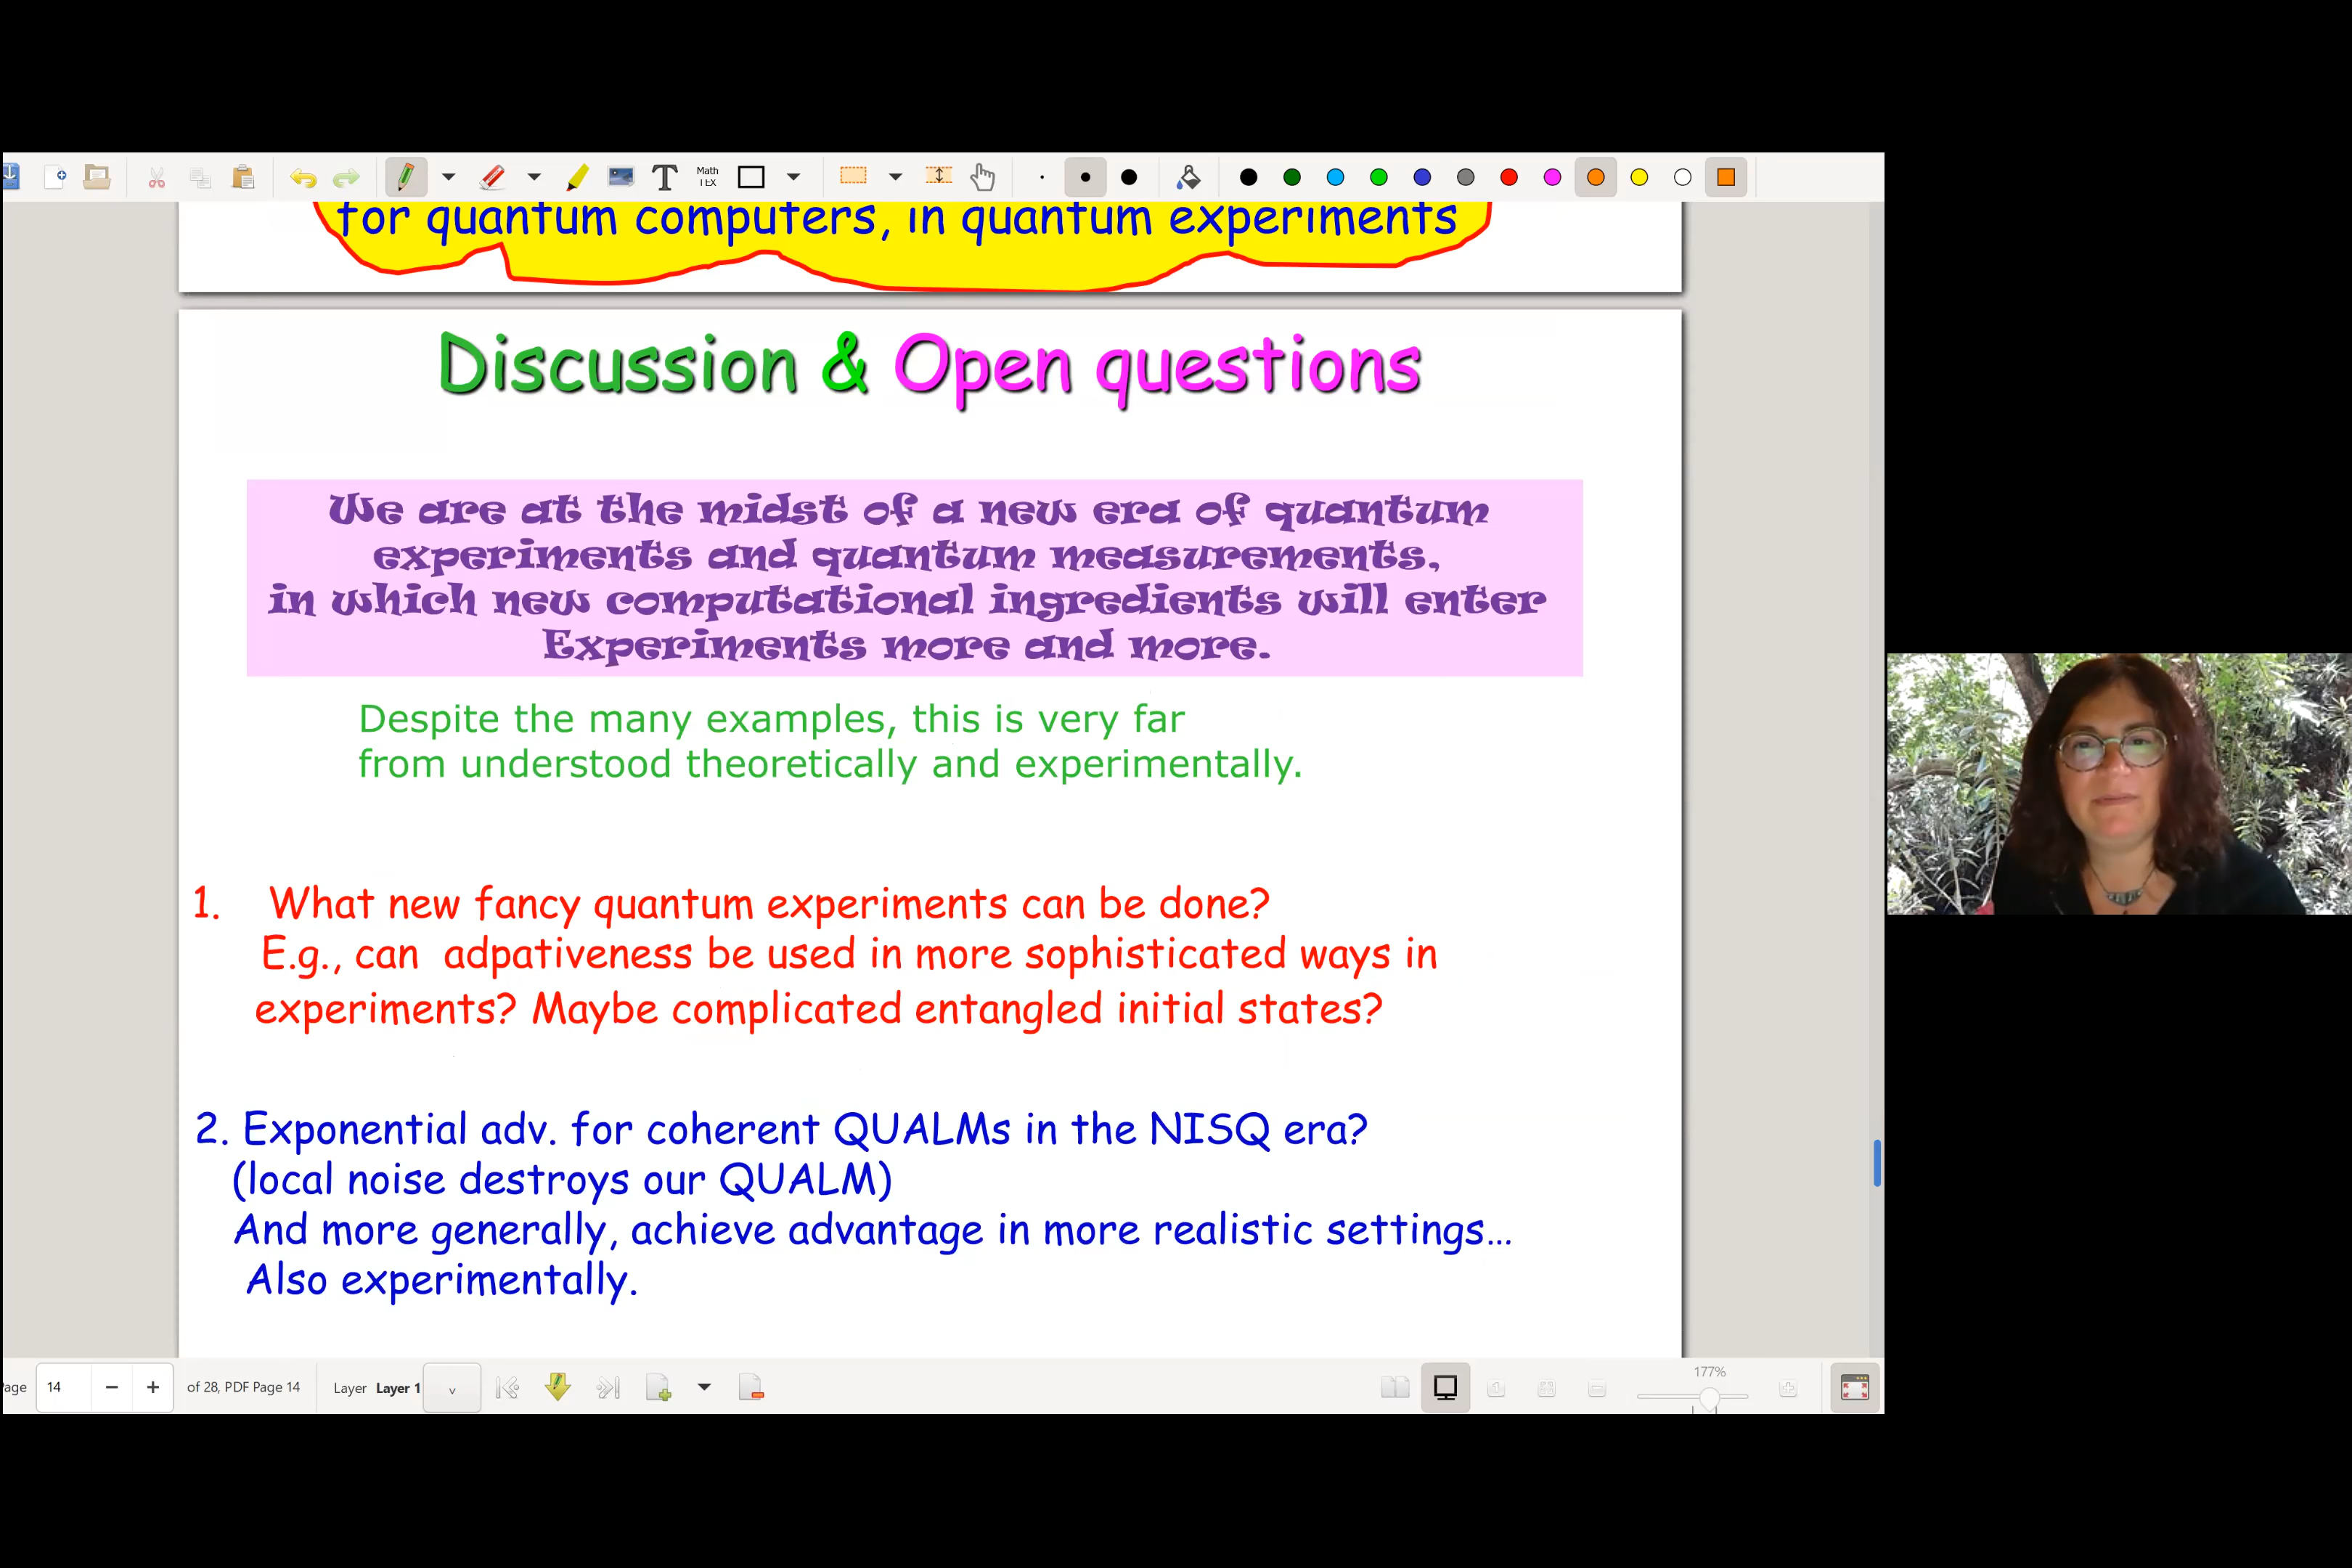 Math
TEX
for quantum computers, in quantum experiments
Discussion & Open questions
We are at the midst of a new era of quantum
experiments and quantum measurements,
in which new computational ingredients will enter
Experiments more and more.
Despite the many examples, this is very far
from understood theoretically and experimentally.
1. What new fancy quantum experiments can be done?
E.g., can adpativeness be used in more sophisticated ways in
experiments? Maybe complicated entangled initial states?
2. Exponential adv. for coherent QUALMs in the NISQ era?
(local noise destroys our QUALM)
And more generally, achieve advantage in more realistic settings...
Also experimentally.
age 14 − + of 28, PDF Page 14 Layer Layer 1 v 177%